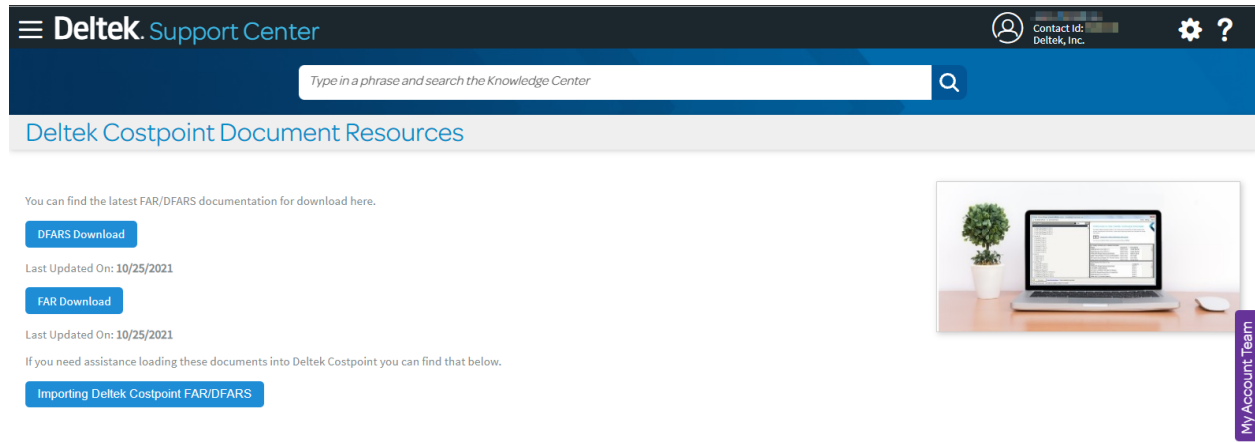 Deltek. Support Center
Contact Id:
Deltek, Inc.
?
Type in a phrase and search the Knowledge Center
Deltek Costpoint Document Resources
You can find the latest FAR/DFARS documentation for download here.
DFARS Download
Last Updated On: 10/25/2021
FAR Download
Last Updated On: 10/25/2021
If you need assistance loading these documents into Deltek Costpoint you can find that below.
Importing Deltek Costpoint FAR/DFARS
My Account Team